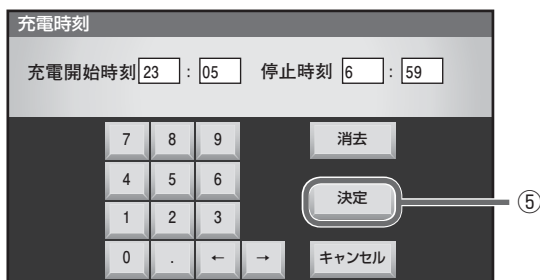 充電時刻
充電開始時刻 23 : 05 停止時刻 6 : 59
7 8 9 消去
4 5 6
決定 ⑤
1 2 3
0 . ← → キャンセル